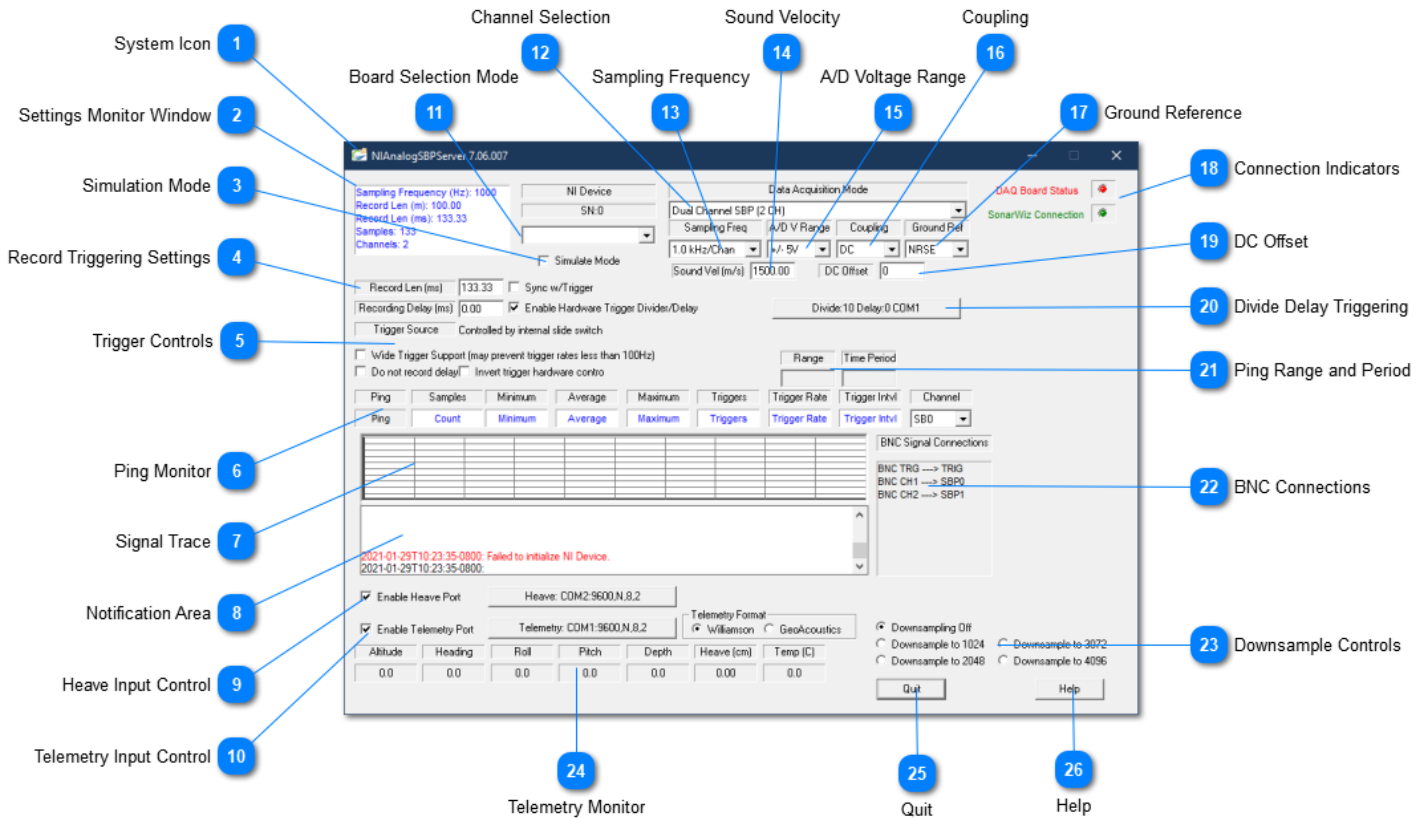 Channel Selection
Sound Velocity
Coupling
System Icon 1
12
14
16
Board Selection Mode
Sampling Frequency
A/D Voltage Range
Settings Monitor Window 2
11
13
15
17 Ground Reference
NIAnalogSBPServer 7.06.007
18 Connection Indicators
Simulation Mode 3
Sampling Frequency (Hz): 1000
Record Len (m): 100.00
Record Len (ms): 133.33
Samples: 133
Channels: 2
NI Device
SN:0
Simulate Mode
Data Acquisition Mode
Dual Channel SBP (2 CH)
Sampling Freq A/D V Range Coupling Ground Ref
1.0 kHz/Chan +/- 5V DC NRSE
Sound Vel (m/s) 1500.00 DC Offset 0
DAQ Board Status
SonarWiz Connection
19 DC Offset
Record Triggering Settings 4
Record Len (ms) 133.33 Sync w/Trigger
Recording Delay (ms) 0.00 Enable Hardware Trigger Divider/Delay
Divide:10 Delay:0 COM1
20 Divide Delay Triggering
Trigger Source Controlled by internal slide switch
Trigger Controls 5
Wide Trigger Support (may prevent trigger rates less than 100Hz)
Do not record delay Invert trigger hardware contro
Range Time Period
21 Ping Range and Period
Ping Samples Minimum Average Maximum Triggers Trigger Rate Trigger Intvl Channel
Ping Count Minimum Average Maximum Triggers Trigger Rate Trigger Intvl SB0
Ping Monitor 6
BNC Signal Connections
BNC TRG ---> TRIG
BNC CH1 ---> SBP0
BNC CH2 ---> SBP1
22 BNC Connections
Signal Trace 7
2021-01-29T10:23:35-0800: Failed to initialize NI Device.
2021-01-29T10:23:35-0800:
Notification Area 8
Enable Heave Port Heave: COM2:9600,N,8,2
Enable Telemetry Port Telemetry: COM1:9600,N,8,2
Telemetry Format
Williamson GeoAcoustics
Downsampling Off
Downsample to 1024 Downsample to 3072
Downsample to 2048 Downsample to 4096
23 Downsample Controls
Altitude Heading Roll Pitch Depth Heave (cm) Temp (C)
0.0 0.0 0.0 0.0 0.0 0.00 0.0
Heave Input Control 9
Quit Help
Telemetry Input Control 10
24
25
26
Telemetry Monitor
Quit
Help